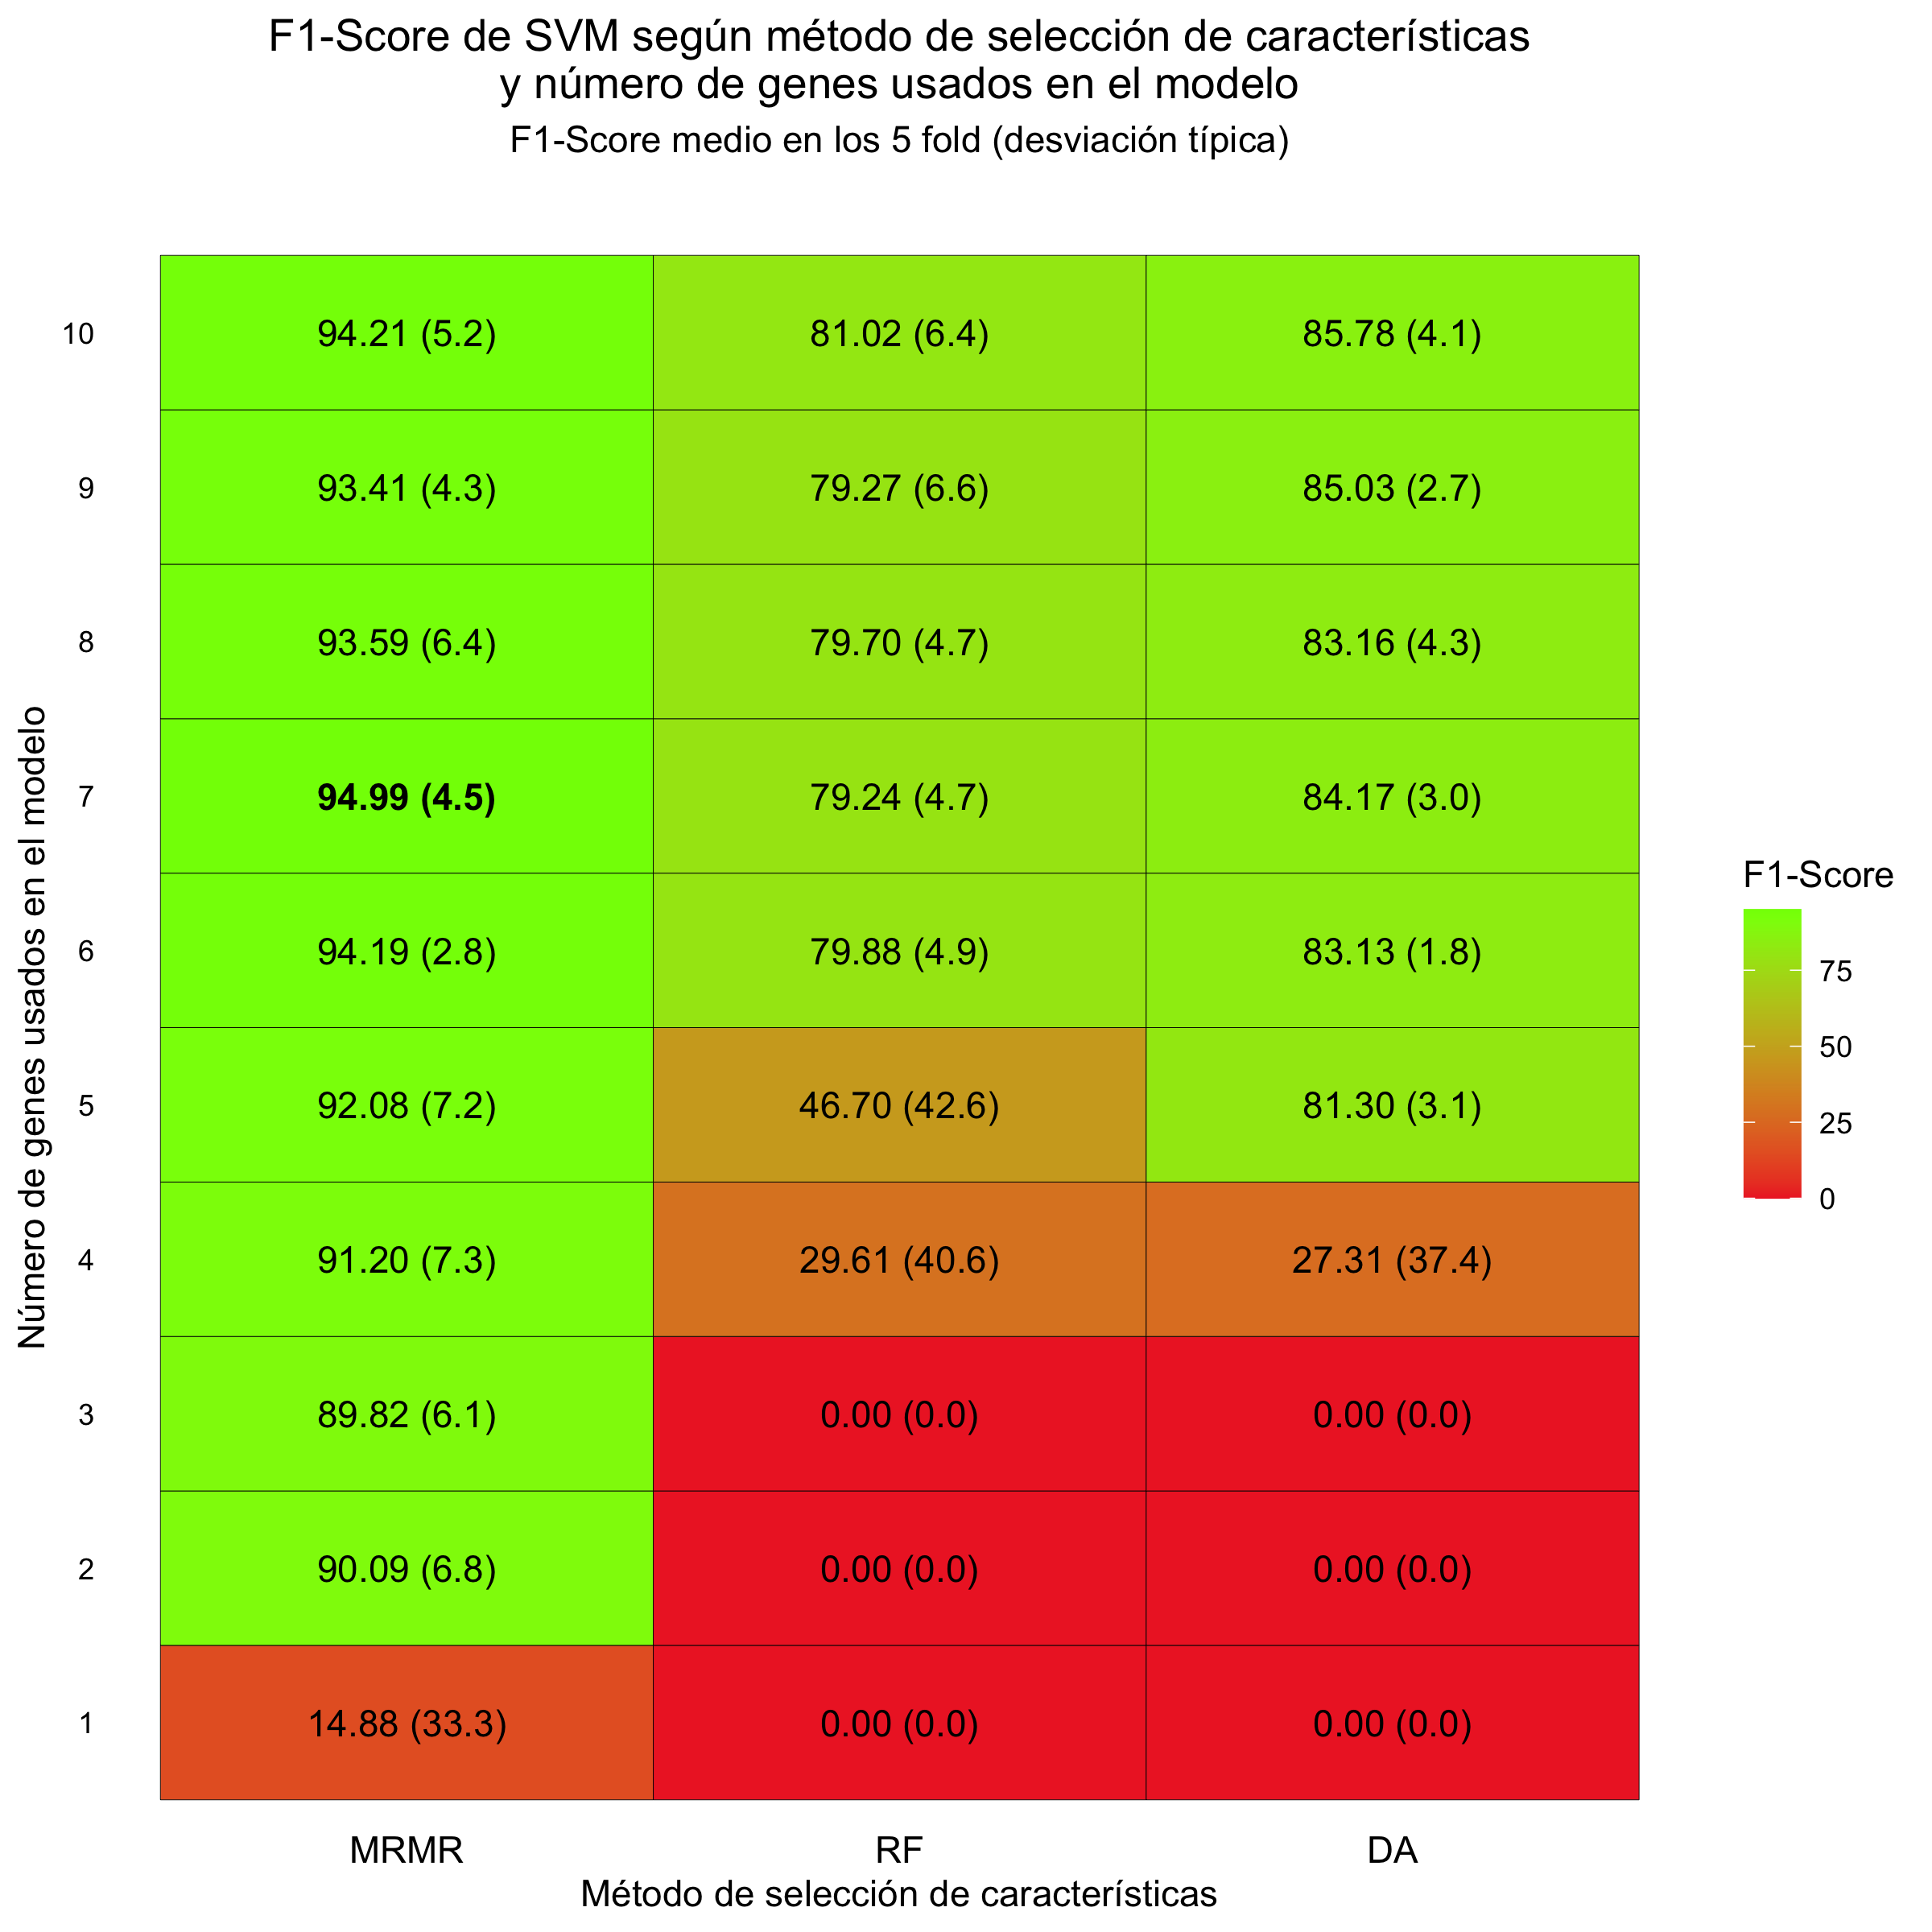 F1-Score de SVM según método de selección de características
y número de genes usados en el modelo
F1-Score medio en los 5 fold (desviación típica)
Número de genes usados en el modelo
10 94.21 (5.2) 81.02 (6.4) 85.78 (4.1)
9 93.41 (4.3) 79.27 (6.6) 85.03 (2.7)
8 93.59 (6.4) 79.70 (4.7) 83.16 (4.3)
7 94.99 (4.5) 79.24 (4.7) 84.17 (3.0)
6 94.19 (2.8) 79.88 (4.9) 83.13 (1.8)
5 92.08 (7.2) 46.70 (42.6) 81.30 (3.1)
4 91.20 (7.3) 29.61 (40.6) 27.31 (37.4)
3 89.82 (6.1) 0.00 (0.0) 0.00 (0.0)
2 90.09 (6.8) 0.00 (0.0) 0.00 (0.0)
1 14.88 (33.3) 0.00 (0.0) 0.00 (0.0)
MRMR RF DA
Método de selección de características
F1-Score
75
50
25
0